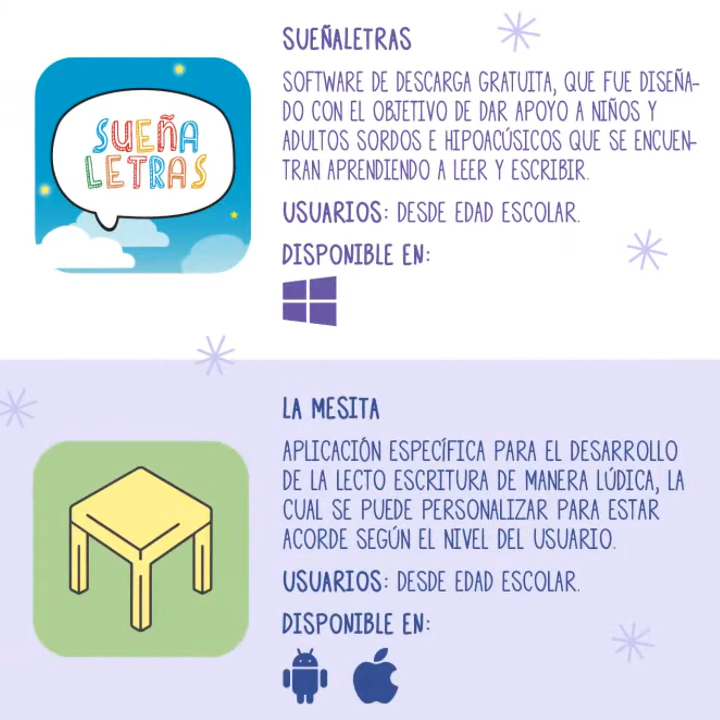 SUEÑA
LETRAS
SUEÑALETRAS
SOFTWARE DE DESCARGA GRATUITA, QUE FUE DISEÑA-
DO CON EL OBJETIVO DE DAR APOYO A NIÑOS Y
ADULTOS SORDOS E HIPOACÚSICOS QUE SE ENCUEN-
TRAN APRENDIENDO A LEER Y ESCRIBIR.
USUARIOS: DESDE EDAD ESCOLAR.
DISPONIBLE EN:
LA MESITA
APLICACIÓN ESPECÍFICA PARA EL DESARROLLO
DE LA LECTO ESCRITURA DE MANERA LÚDICA, LA
CUAL SE PUEDE PERSONALIZAR PARA ESTAR
ACORDE SEGÚN EL NIVEL DEL USUARIO.
USUARIOS: DESDE EDAD ESCOLAR.
DISPONIBLE EN: